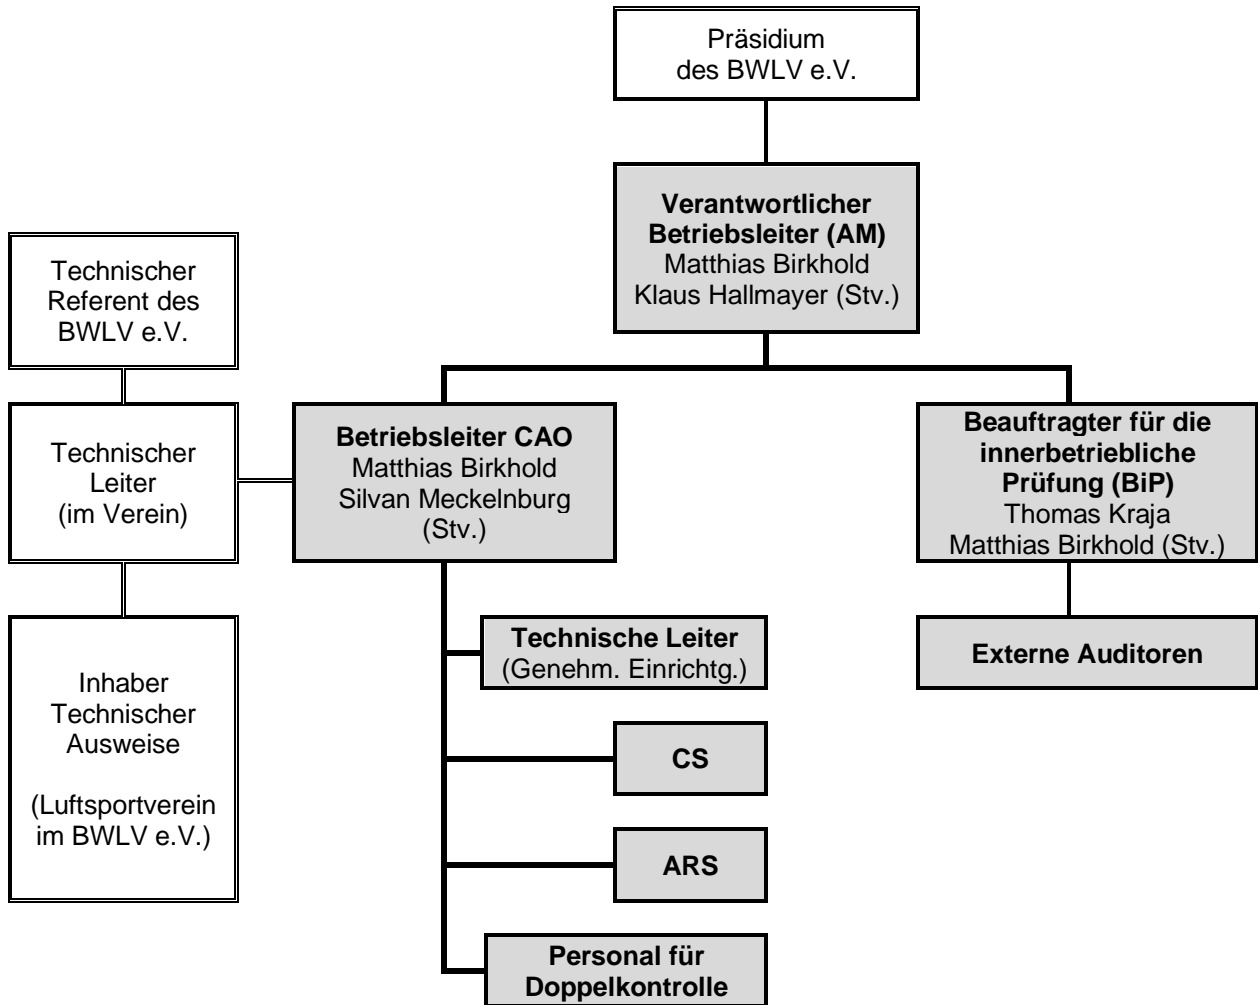 Präsidium
des BWLV e.V.
Verantwortlicher
Betriebsleiter (AM)
Matthias Birkhold
Klaus Hallmayer (Stv.)
Technischer
Referent des
BWLV e.V.
Technischer
Leiter
(im Verein)
Betriebsleiter CAO
Matthias Birkhold
Silvan Meckelnburg
(Stv.)
Beauftragter für die
innerbetriebliche
Prüfung (BiP)
Thomas Kraja
Matthias Birkhold (Stv.)
Inhaber
Technischer
Ausweise
(Luftsportverein
im BWLV e.V.)
Technische Leiter
(Genehm. Einrichtg.)
Externe Auditoren
CS
ARS
Personal für
Doppelkontrolle